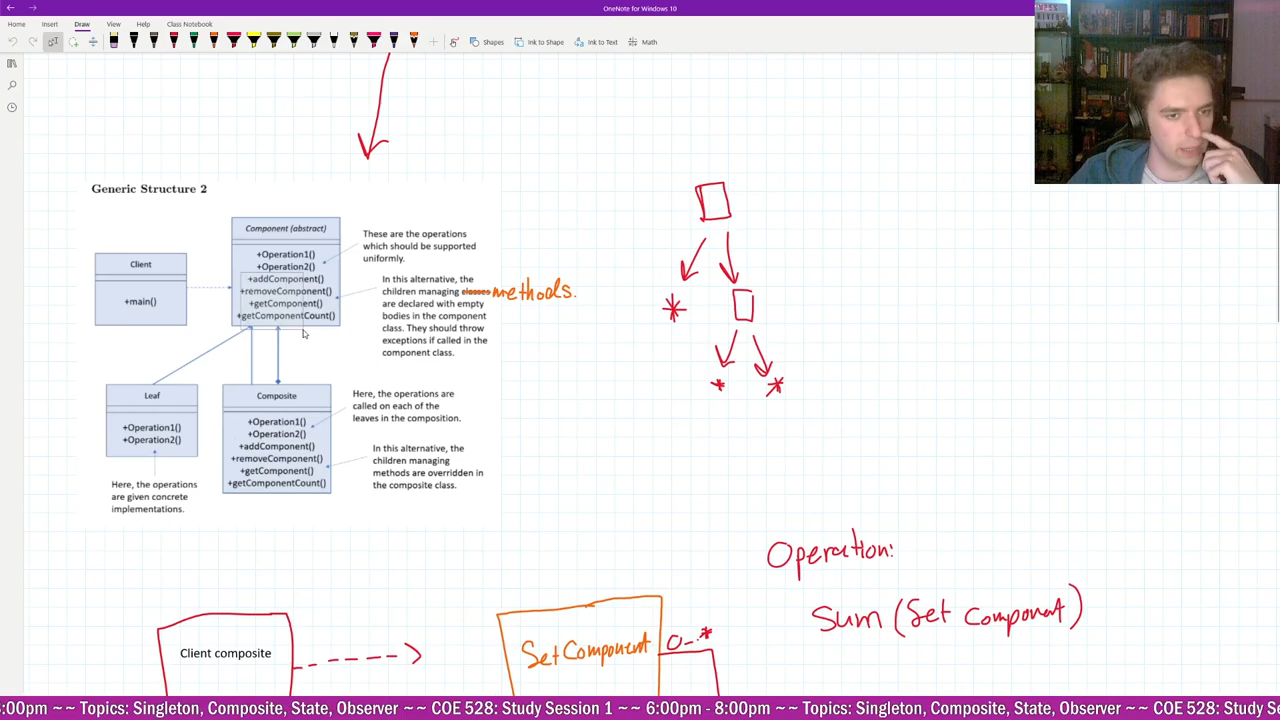 OneNote for Windows 10
Home Insert Draw View Help Class Notebook
Shapes Ink to Shape Ink to Text Math
Generic Structure 2
Component (abstract)
+Operation1()
+Operation2()
+addComponent()
+removeComponent()
+getComponent()
+getComponentCount()
Client
+main()
These are the operations
which should be supported
uniformly.
In this alternative, the
children managing classes methods.
are declared with empty
bodies in the component
class. They should throw
exceptions if called in the
component class.
Leaf
+Operation1()
+Operation2()
Composite
+Operation1()
+Operation2()
+addComponent()
+removeComponent()
+getComponent()
+getComponentCount()
Here, the operations are
called on each of the
leaves in the composition.
In this alternative, the
children managing
methods are overridden in
the composite class.
Here, the operations
are given concrete
implementations.
Operation:
Sum (Set Component)
Client composite
SetComponent
0..*
3:00pm ~~ Topics: Singleton, Composite, State, Observer ~~ COE 528: Study Session 1 ~~ 6:00pm - 8:00pm ~~ Topics: Singleton, Composite, State, Observer ~~ COE 528: Study Se